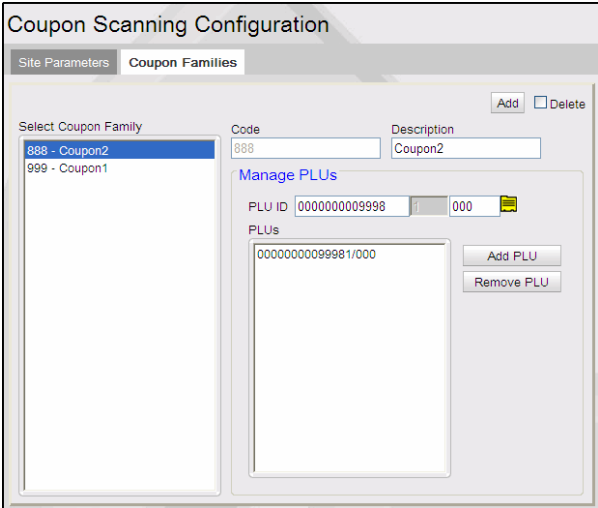 Coupon Scanning Configuration
Site Parameters Coupon Families
Add Delete
Select Coupon Family
888 - Coupon2
999 - Coupon1
Code Description
888 Coupon2
Manage PLUs
PLU ID 0000000009998 1 000
PLUs
00000000099981/000
Add PLU
Remove PLU